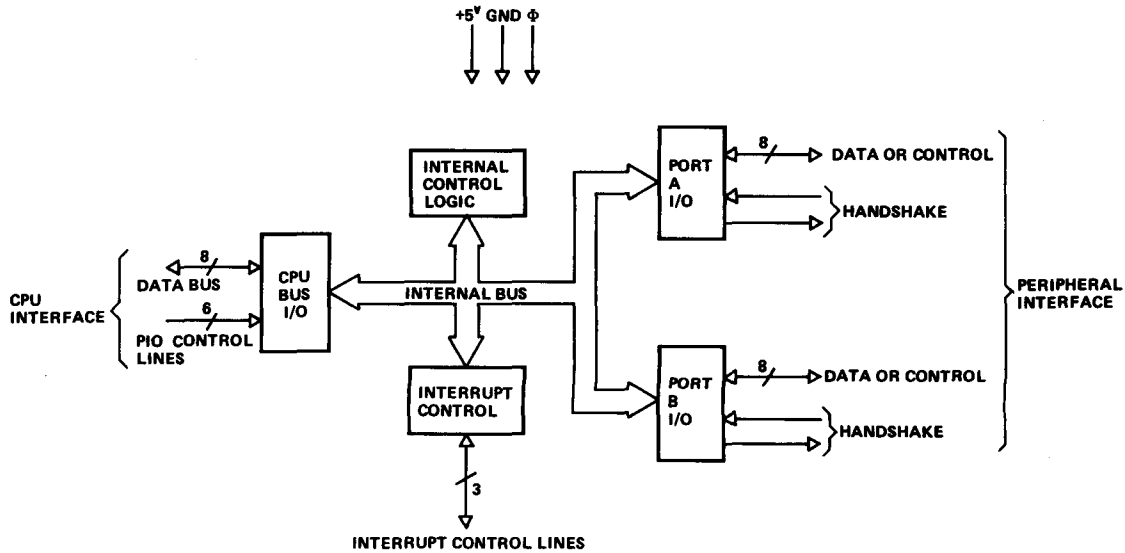 +5V GND Φ
INTERNAL
CONTROL
LOGIC
PORT
A
I/O
8
DATA OR CONTROL
HANDSHAKE
CPU
INTERFACE
8
DATA BUS
6
PIO CONTROL
LINES
CPU
BUS
I/O
INTERNAL BUS
PERIPHERAL
INTERFACE
INTERRUPT
CONTROL
PORT
B
I/O
8
DATA OR CONTROL
HANDSHAKE
3
INTERRUPT CONTROL LINES